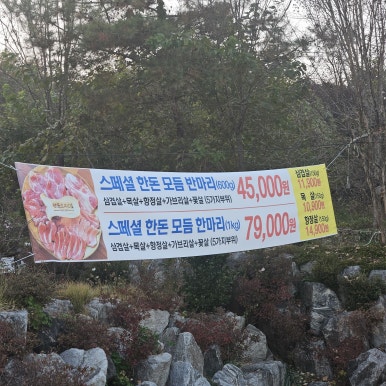 스페셜 한돈 모듬 반마리(600g) 45,000원
삼겹살+목살+항정살+가브리살+꽃살 (5가지부위)
스페셜 한돈 모듬 한마리(1kg) 79,000원
삼겹살+목살+항정살+가브리살+꽃살 (5가지부위)
삼겹살
11,900원
목 살
10,900원
항정살
14,900원